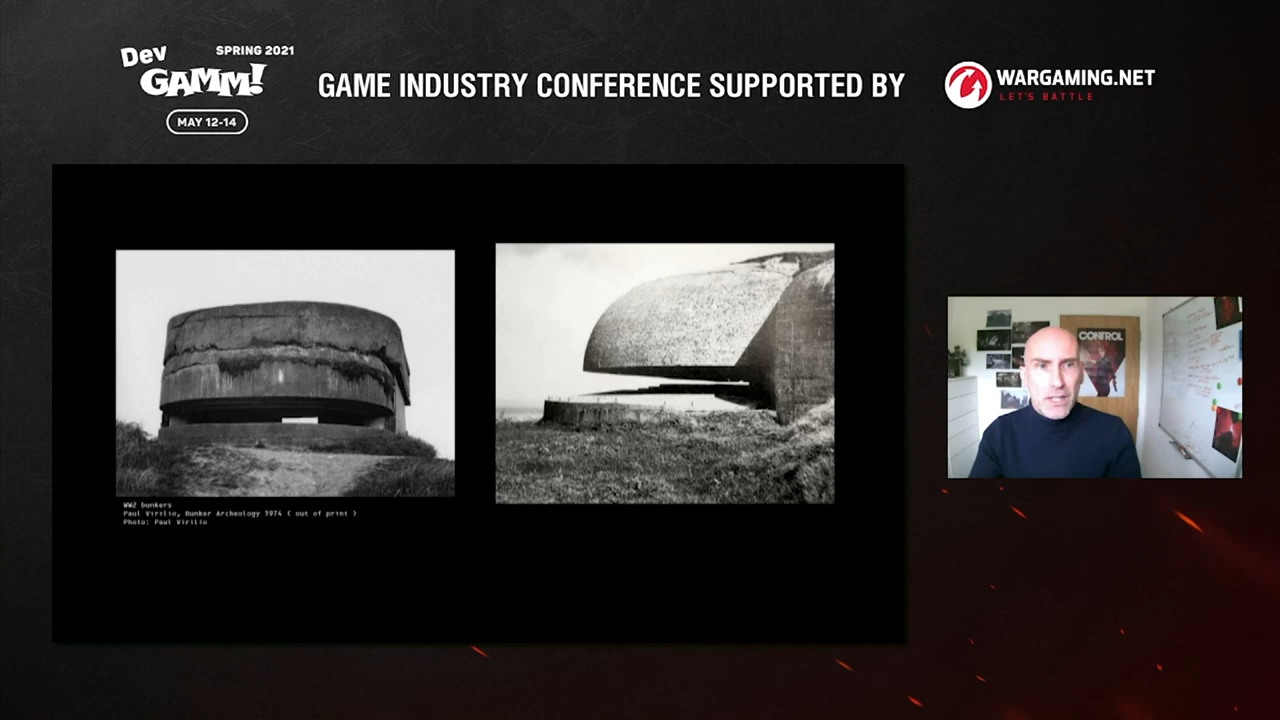 Dev
GAMM!
SPRING 2021
MAY 12-14
GAME INDUSTRY CONFERENCE SUPPORTED BY
WARGAMING.NET
LET'S BATTLE
WW2 bunkers
Paul Virilio, Bunker Archeology 1974 ( out of print )
Photo: Paul Virilio
CONTROL